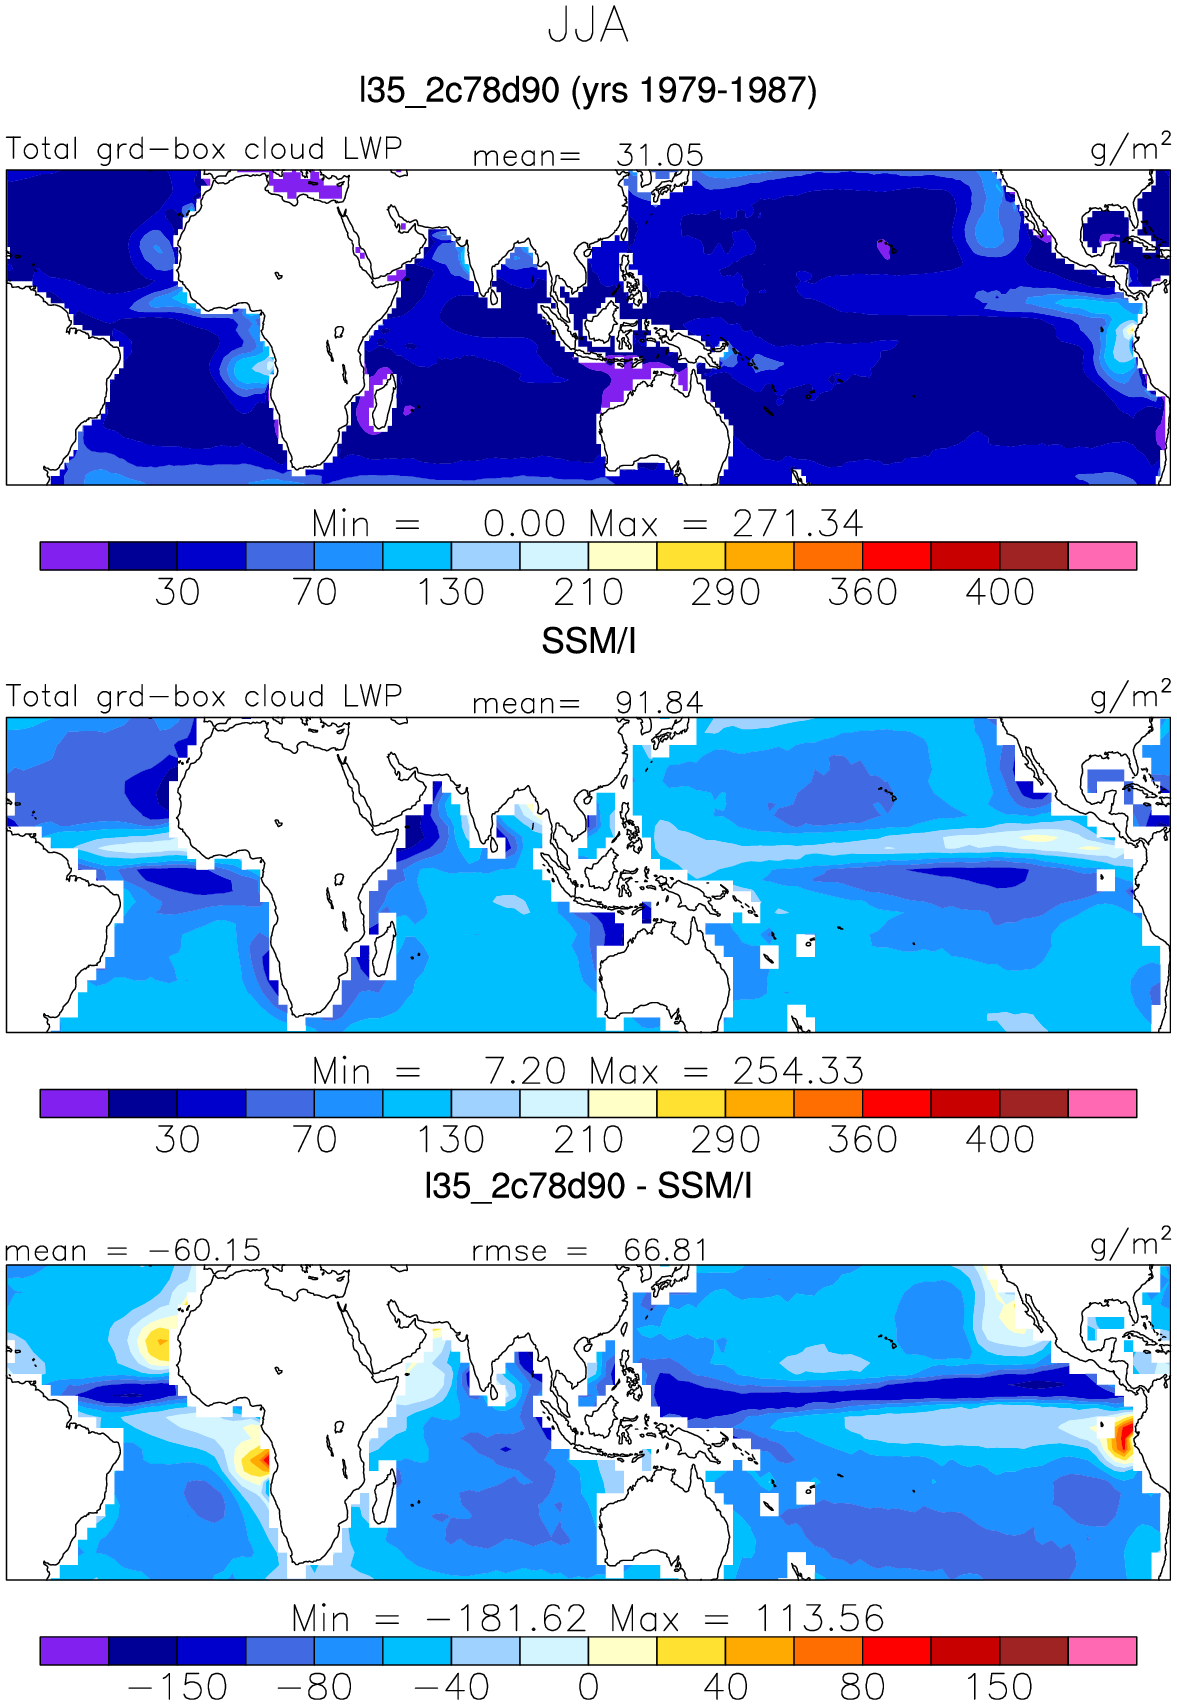 JJA
l35_2c78d90 (yrs 1979-1987)
Total grd-box cloud LWP mean= 31.05 g/m²
Min = 0.00 Max = 271.34
30 70 130 210 290 360 400
SSM/I
Total grd-box cloud LWP mean= 91.84 g/m²
Min = 7.20 Max = 254.33
30 70 130 210 290 360 400
l35_2c78d90 - SSM/I
mean = -60.15 rmse = 66.81 g/m²
Min = -181.62 Max = 113.56
-150 -80 -40 0 40 80 150